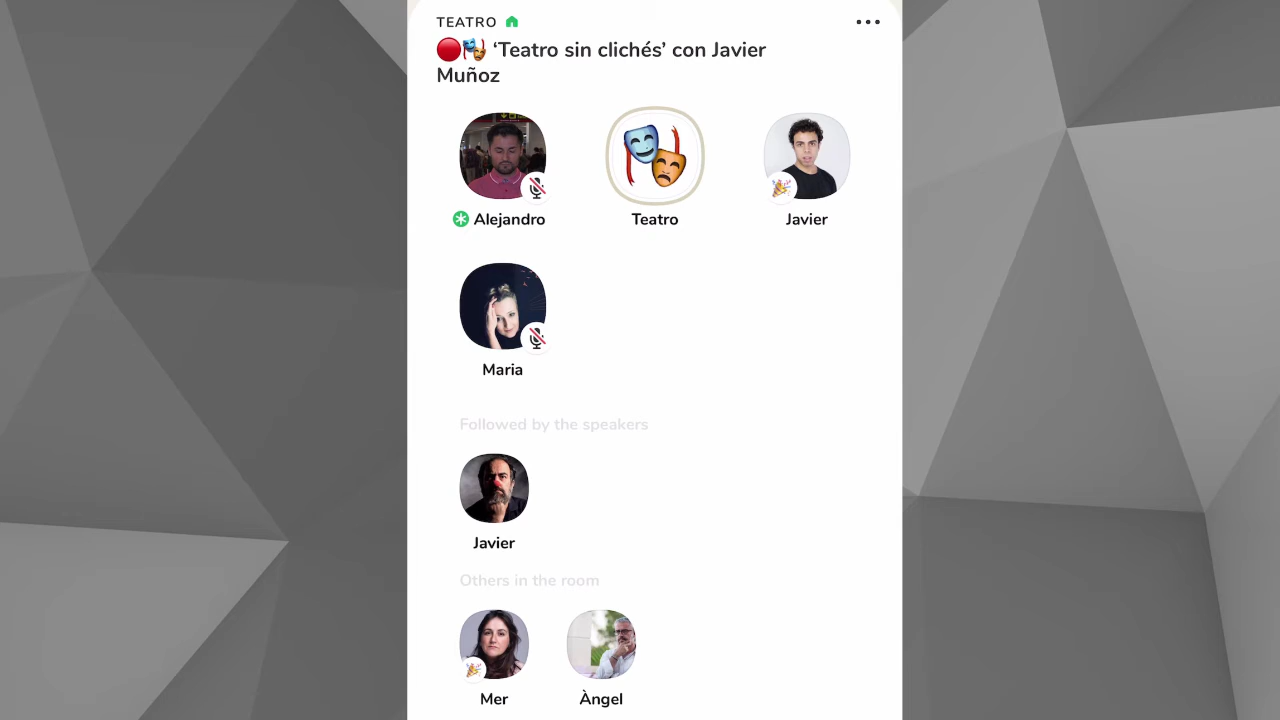 TEATRO
‘Teatro sin clichés’ con Javier
Muñoz
Alejandro
Teatro
Javier
Maria
Followed by the speakers
Javier
Others in the room
Mer
Àngel